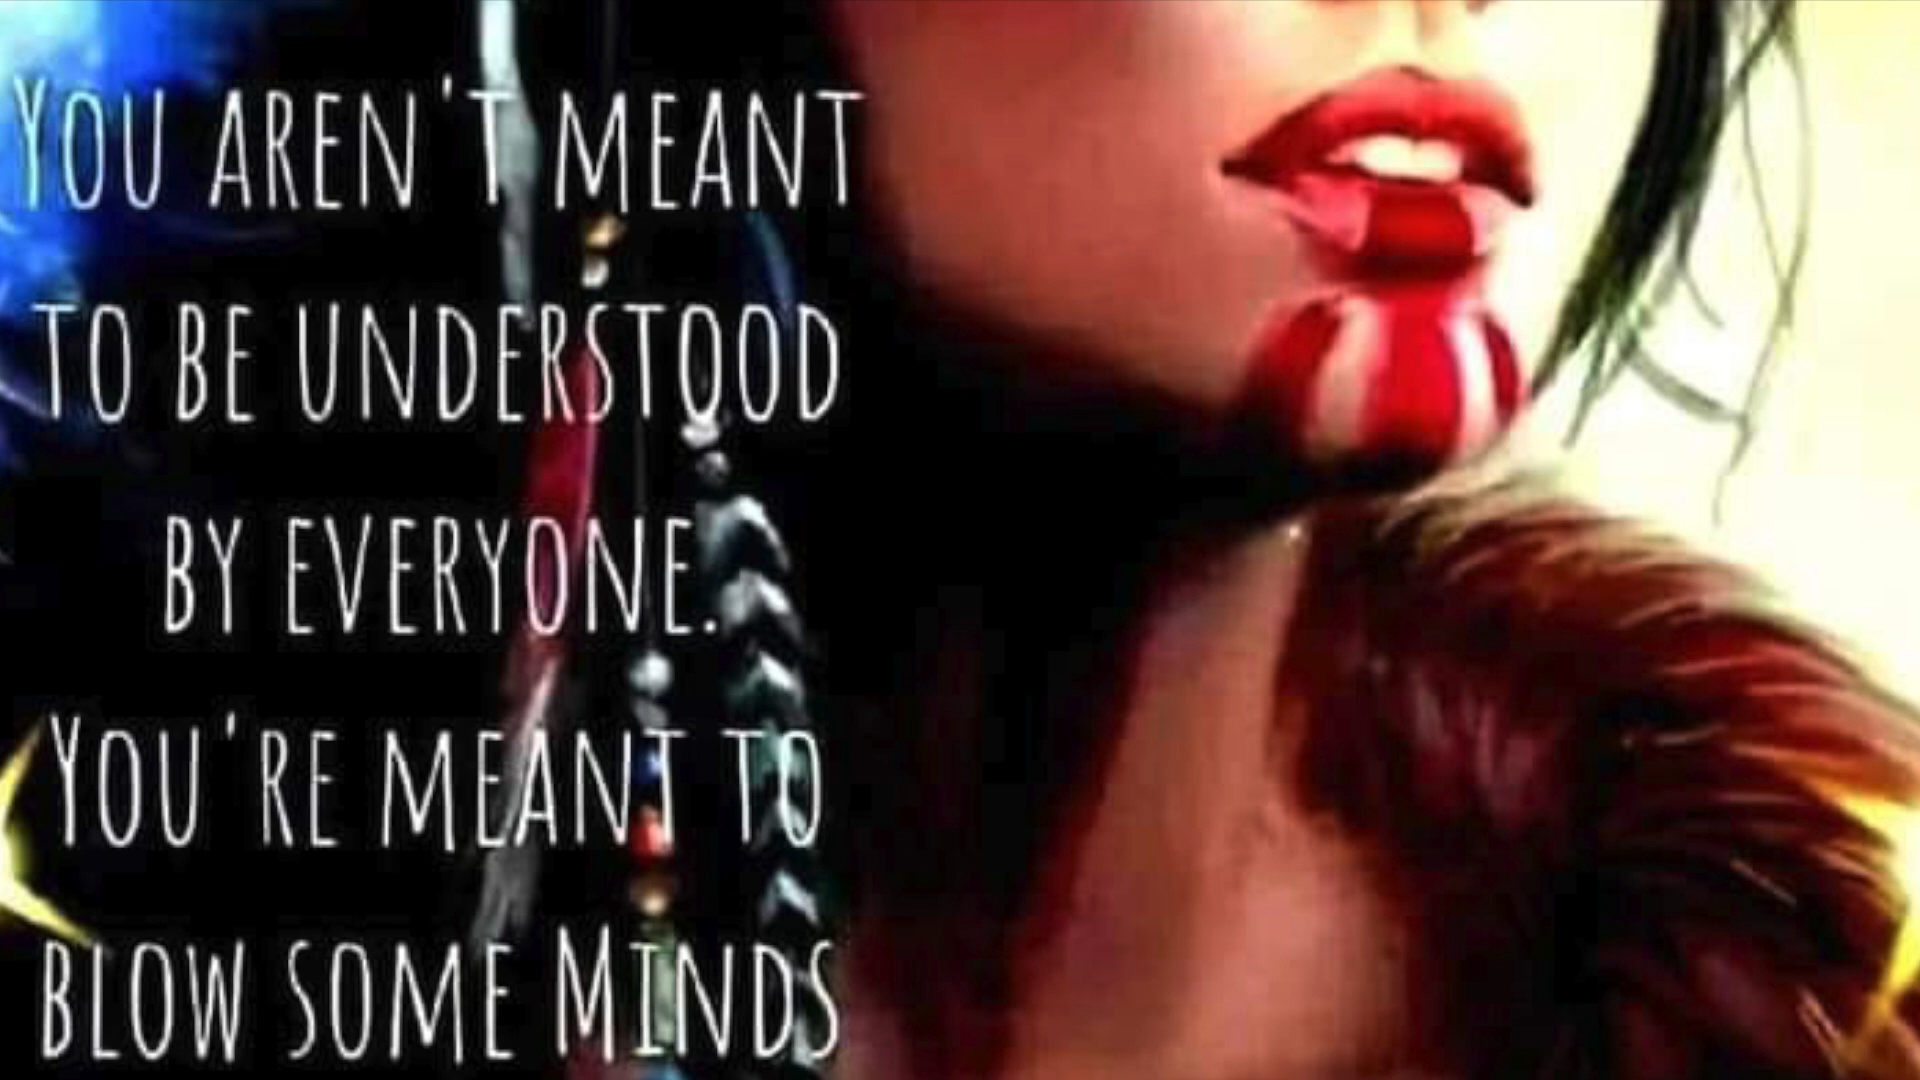 You aren't meant
to be understood
by everyone.
You're meant to
blow some Minds